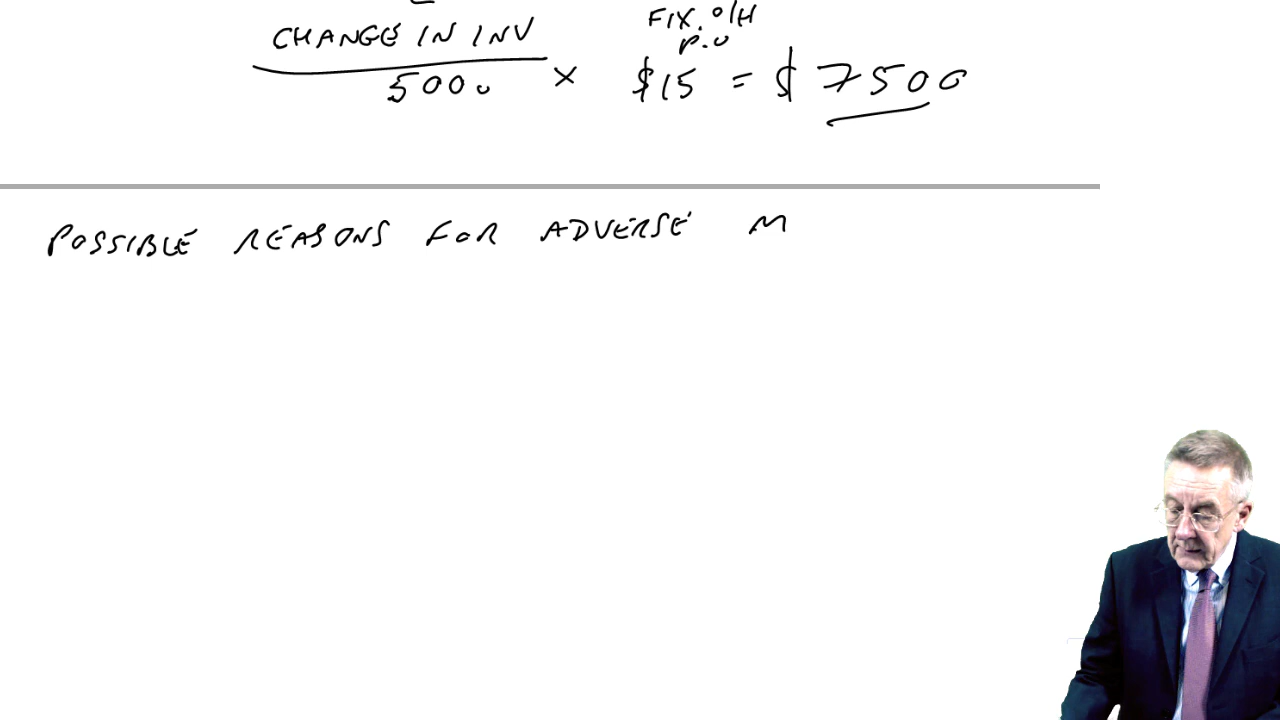 CHANGE IN INV
FIX. O/H
P.U
5000 × $15 = $7500
POSSIBLE REASONS FOR ADVERSE M